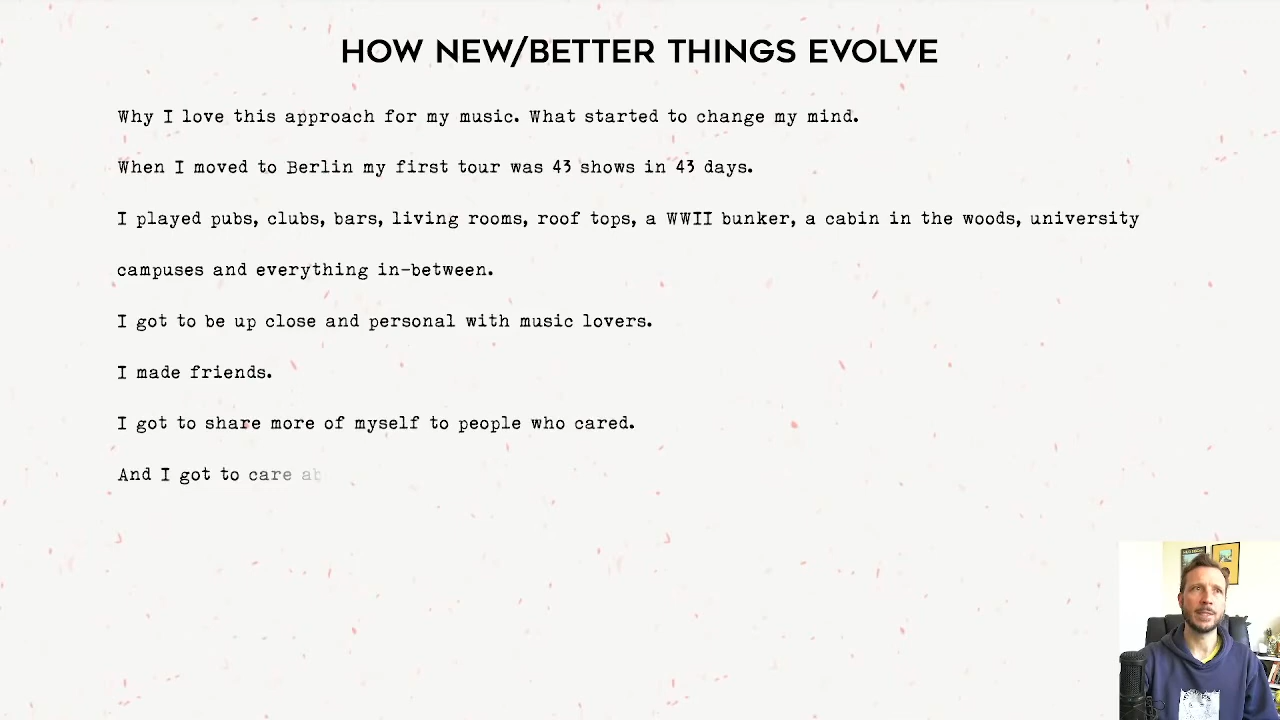 HOW NEW/BETTER THINGS EVOLVE
Why I love this approach for my music. What started to change my mind.
When I moved to Berlin my first tour was 43 shows in 43 days.
I played pubs, clubs, bars, living rooms, roof tops, a WWII bunker, a cabin in the woods, university
campuses and everything in-between.
I got to be up close and personal with music lovers.
I made friends.
I got to share more of myself to people who cared.
And I got to care ab